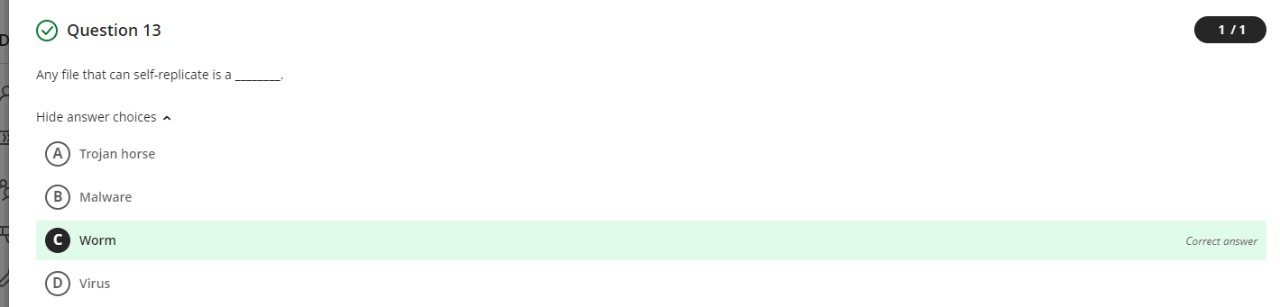 Question 13
1 / 1
Any file that can self-replicate is a ________.
Hide answer choices
A Trojan horse
B Malware
C Worm
Correct answer
D Virus